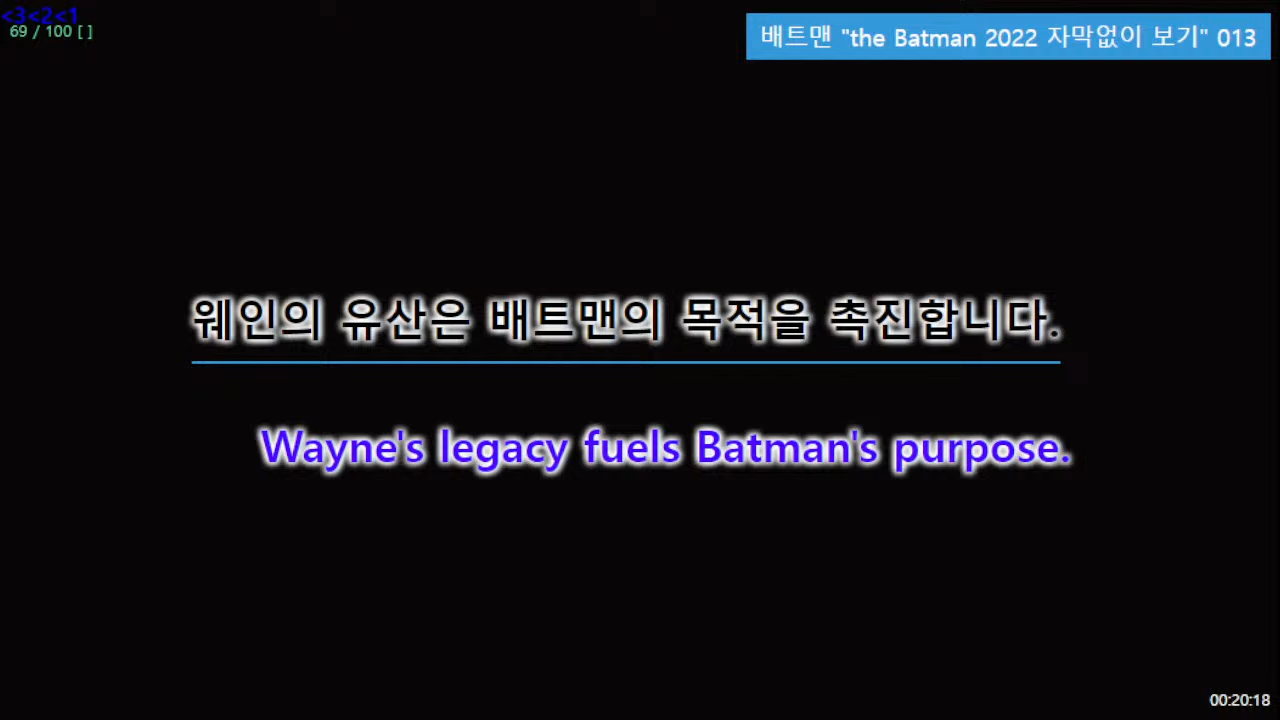 <3<2<1
69 / 100 [ ]
배트맨 "the Batman 2022 자막없이 보기" 013
웨인의 유산은 배트맨의 목적을 촉진합니다.
Wayne's legacy fuels Batman's purpose.
00:20:18